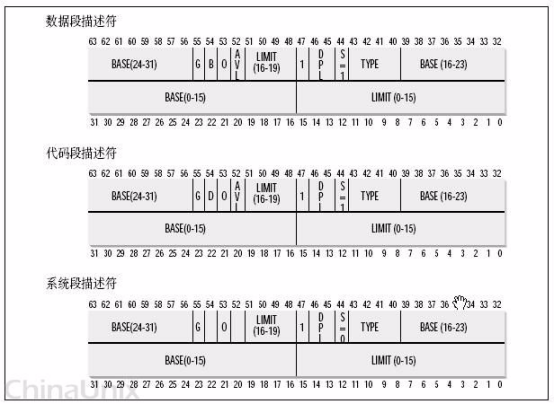 数据段描述符
63 62 61 60 59 58 57 56 55 54 53 52 51 50 49 48 47 46 45 44 43 42 41 40 39 38 37 36 35 34 33 32
BASE(24-31) G B O AVL LIMIT (16-19) 1 DPL S=1 TYPE BASE (16-23)
BASE(0-15) LIMIT (0-15)
31 30 29 28 27 26 25 24 23 22 21 20 19 18 17 16 15 14 13 12 11 10 9 8 7 6 5 4 3 2 1 0
代码段描述符
63 62 61 60 59 58 57 56 55 54 53 52 51 50 49 48 47 46 45 44 43 42 41 40 39 38 37 36 35 34 33 32
BASE(24-31) G D O AVL LIMIT (16-19) 1 DPL S=1 TYPE BASE (16-23)
BASE(0-15) LIMIT (0-15)
31 30 29 28 27 26 25 24 23 22 21 20 19 18 17 16 15 14 13 12 11 10 9 8 7 6 5 4 3 2 1 0
系统段描述符
63 62 61 60 59 58 57 56 55 54 53 52 51 50 49 48 47 46 45 44 43 42 41 40 39 38 37 36 34 33 32
BASE(24-31) G O LIMIT (16-19) 1 DPL S=0 TYPE BASE (16-23)
BASE(0-15) LIMIT (0-15)
31 30 29 28 27 26 25 24 23 22 21 20 19 18 17 16 15 14 13 12 11 10 9 8 7 6 5 4 3 2 1 0
ChinaUnix